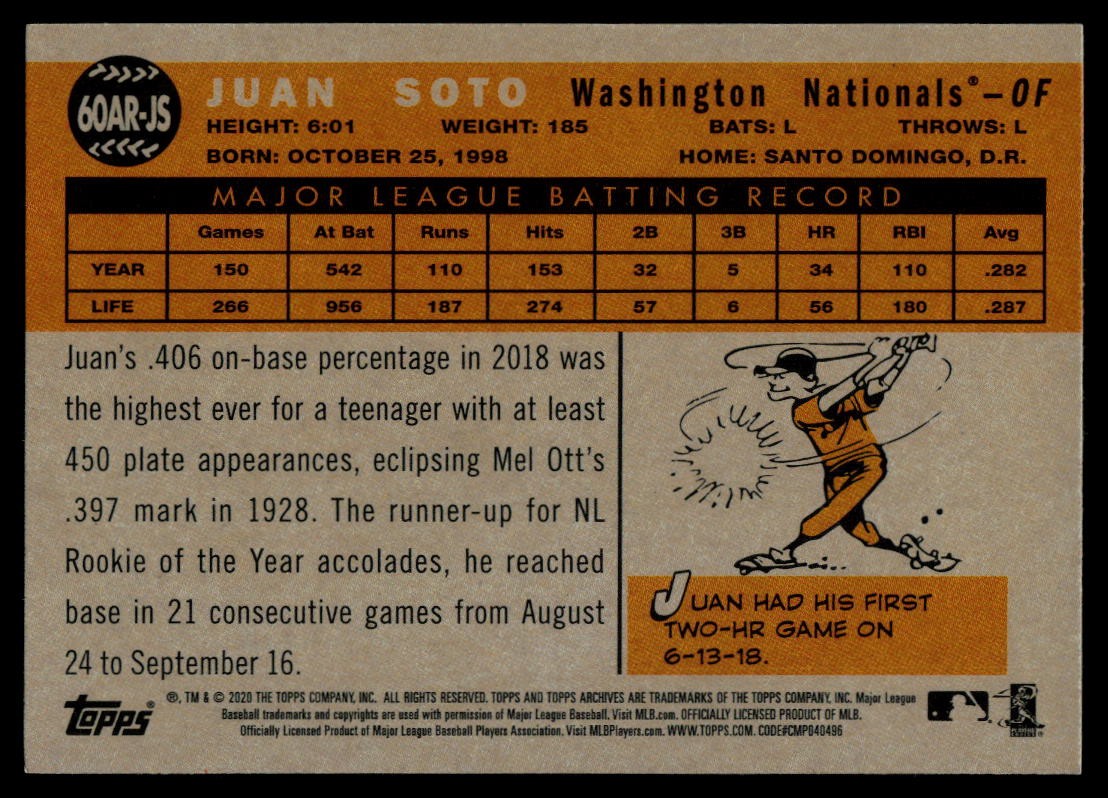 60AR-JS
JUAN SOTO Washington Nationals®–OF
HEIGHT: 6:01 WEIGHT: 185 BATS: L THROWS: L
BORN: OCTOBER 25, 1998 HOME: SANTO DOMINGO, D.R.
MAJOR LEAGUE BATTING RECORD
Games At Bat Runs Hits 2B 3B HR RBI Avg
YEAR 150 542 110 153 32 5 34 110 .282
LIFE 266 956 187 274 57 6 56 180 .287
Juan's .406 on-base percentage in 2018 was
the highest ever for a teenager with at least
450 plate appearances, eclipsing Mel Ott's
.397 mark in 1928. The runner-up for NL
Rookie of the Year accolades, he reached
base in 21 consecutive games from August
24 to September 16.
JUAN HAD HIS FIRST
TWO-HR GAME ON
6-13-18.
topps®
®, TM & © 2020 THE TOPPS COMPANY, INC. ALL RIGHTS RESERVED. TOPPS AND TOPPS ARCHIVES ARE TRADEMARKS OF THE TOPPS COMPANY, INC. Major League
Baseball trademarks and copyrights are used with permission of Major League Baseball. Visit MLB.com. OFFICIALLY LICENSED PRODUCT OF MLB.
Officially Licensed Product of Major League Baseball Players Association. Visit MLBPlayers.com. WWW.TOPPS.COM. CODE#CMP040496